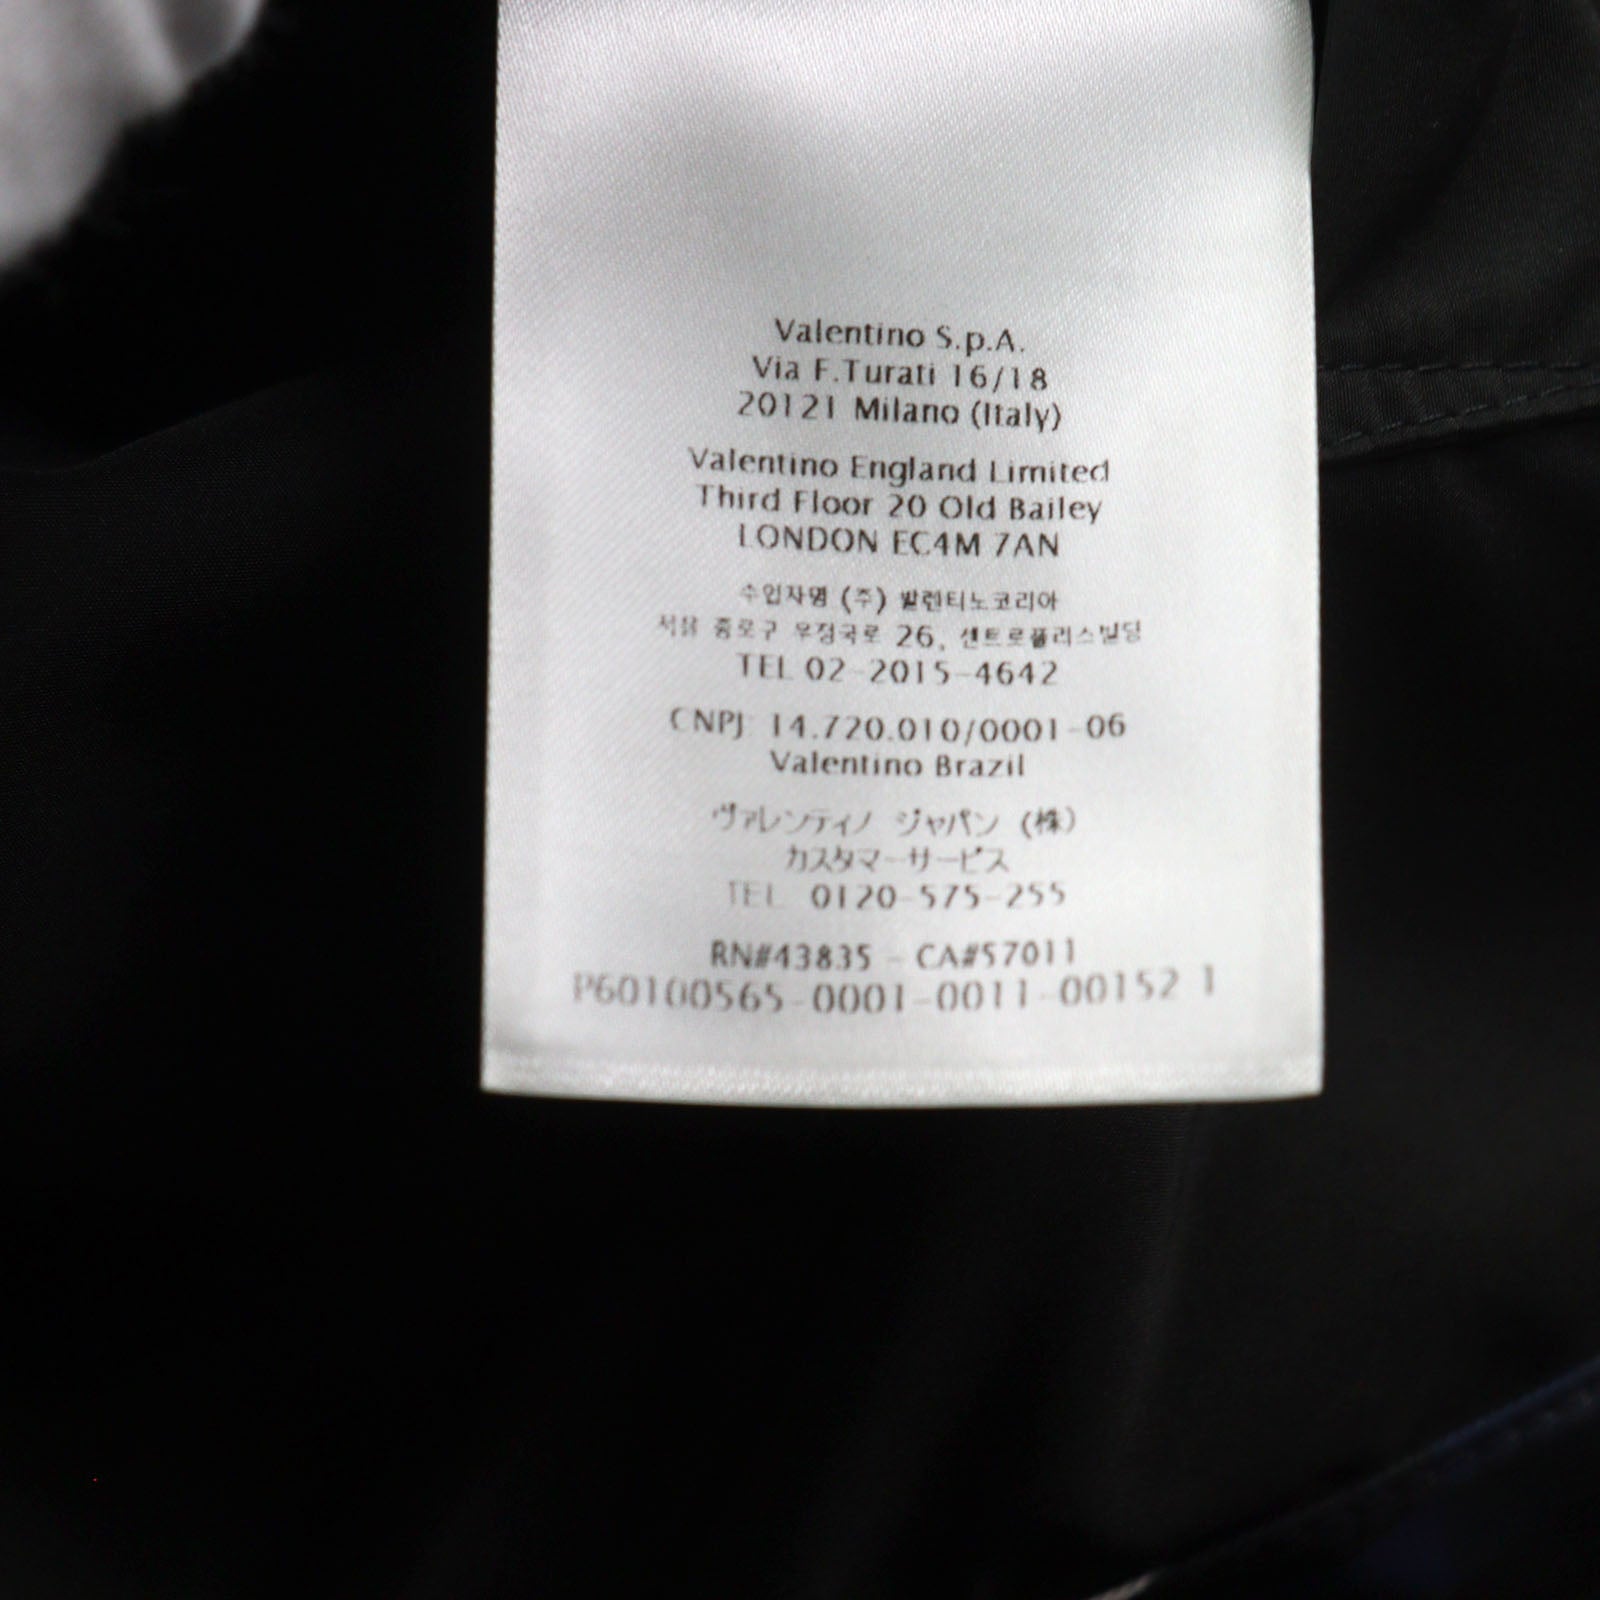 Valentino S.p.A.
Via F.Turati 16/18
20121 Milano (Italy)
Valentino England Limited
Third Floor 20 Old Bailey
LONDON EC4M 7AN
수입자명 (주) 발렌티노코리아
서울 종로구 우정국로 26, 센트로폴리스빌딩
TEL 02-2015-4642
CNPJ 14.720.010/0001-06
Valentino Brazil
ヴァレンティノ ジャパン (株)
カスタマーサービス
TEL 0120-575-255
RN#43835 - CA#57011
P60100565-0001-0011-00152 1